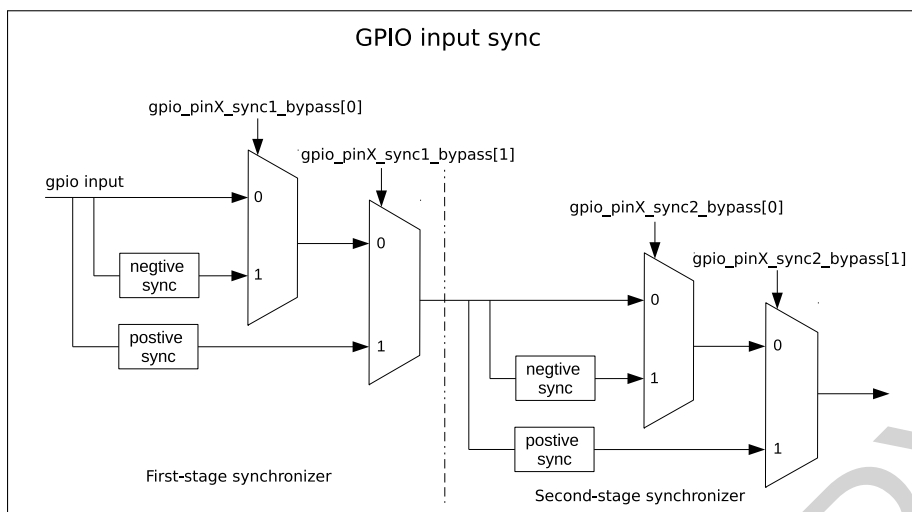 GPIO input sync
gpio_pinX_sync1_bypass[0]
gpio_pinX_sync1_bypass[1]
gpio input
0
negtive
sync
1
0
postive
sync
1
gpio_pinX_sync2_bypass[0]
gpio_pinX_sync2_bypass[1]
0
negtive
sync
1
0
postive
sync
1
First-stage synchronizer
Second-stage synchronizer